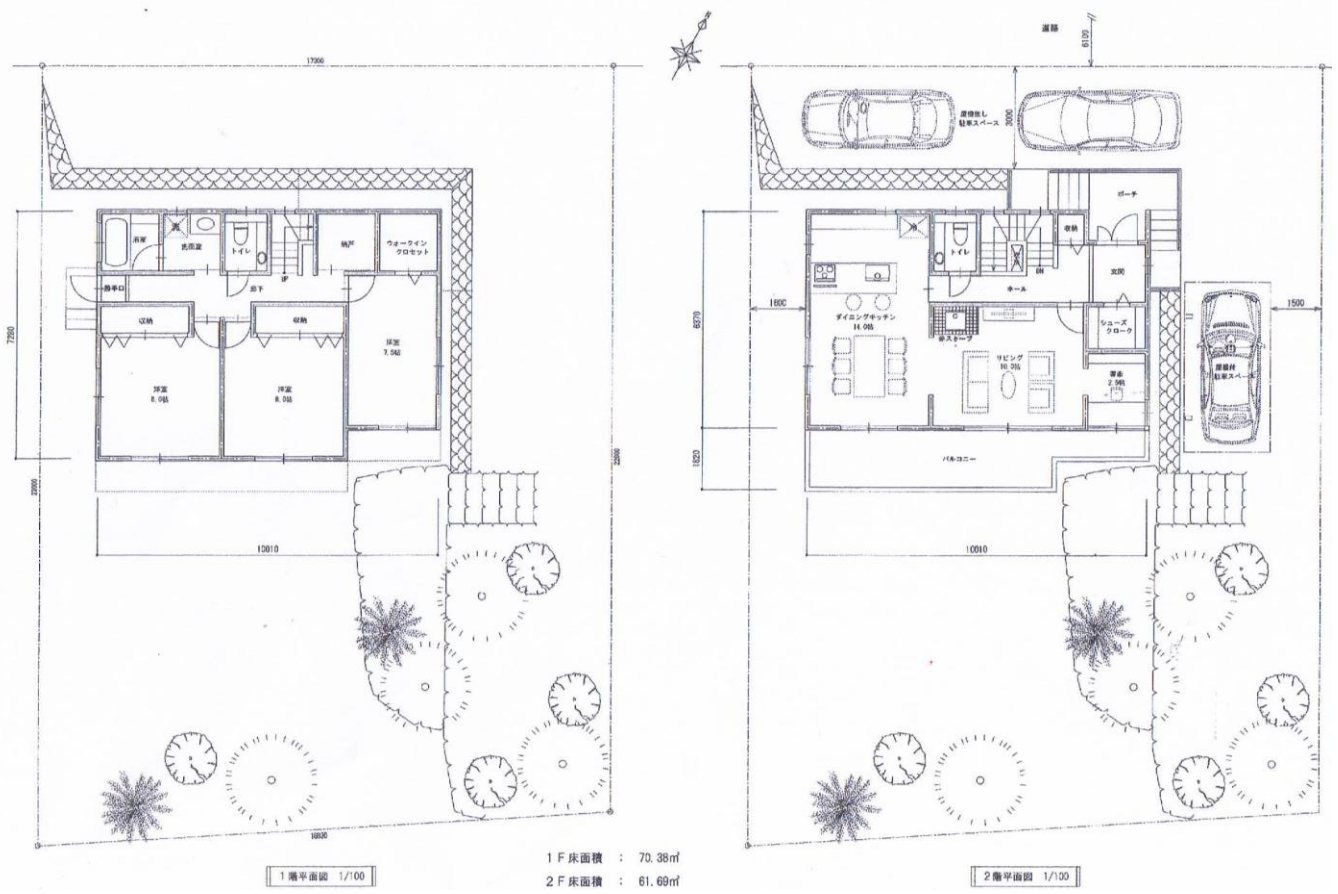 17000
浴室
洗
洗面室
トイレ
UP
納戸
ウォークイン
クロゼット
勝手口
廊下
収納
収納
洋室
7.5帖
洋室
8.0帖
洋室
8.0帖
7280
10010
1階平面図 1/100
N
道路
6100
3000
屋根無し
駐車スペース
ポーチ
冷
トイレ
DN
収納
玄関
ホール
1800
1500
6370
1820
ダイニングキッチン
14.0帖
薪ストーブ
リビング
10.0帖
シューズ
クローク
書斎
2.5帖
屋根付
駐車スペース
バルコニー
10010
2階平面図 1/100
1F床面積 : 70.38㎡
2F床面積 : 61.69㎡